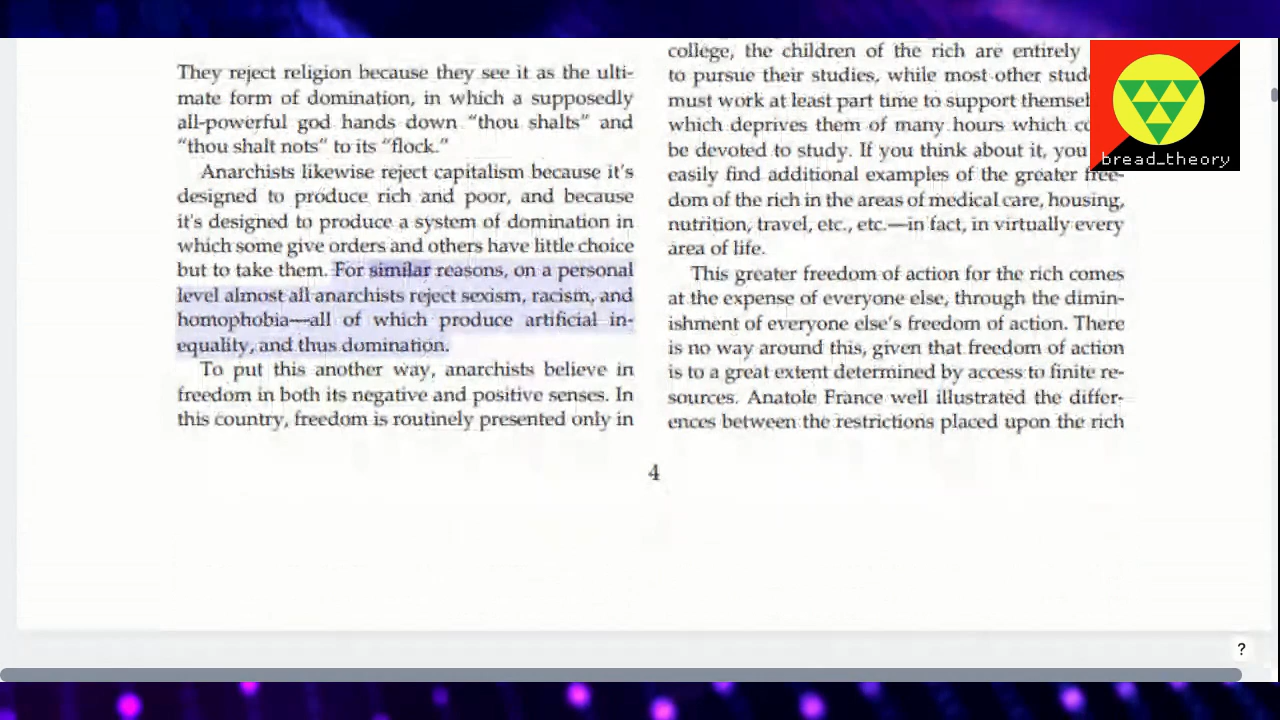 They reject religion because they see it as the ulti-
mate form of domination, in which a supposedly
all-powerful god hands down “thou shalts” and
“thou shalt nots” to its “flock.”
Anarchists likewise reject capitalism because it's
designed to produce rich and poor, and because
it's designed to produce a system of domination in
which some give orders and others have little choice
but to take them. For similar reasons, on a personal
level almost all anarchists reject sexism, racism, and
homophobia—all of which produce artificial in-
equality, and thus domination.
To put this another way, anarchists believe in
freedom in both its negative and positive senses. In
this country, freedom is routinely presented only in
college, the children of the rich are entirely
to pursue their studies, while most other
must work at least part time to support
which deprives them of many hours which
be devoted to study. If you think about it, you
easily find additional examples of the greater free-
dom of the rich in the areas of medical care, housing,
nutrition, travel, etc., etc.—in fact, in virtually every
area of life.
This greater freedom of action for the rich comes
at the expense of everyone else, through the dimin-
ishment of everyone else's freedom of action. There
is no way around this, given that freedom of action
is to a great extent determined by access to finite re-
sources. Anatole France well illustrated the differ-
ences between the restrictions placed upon the rich
4
bread_theory
?